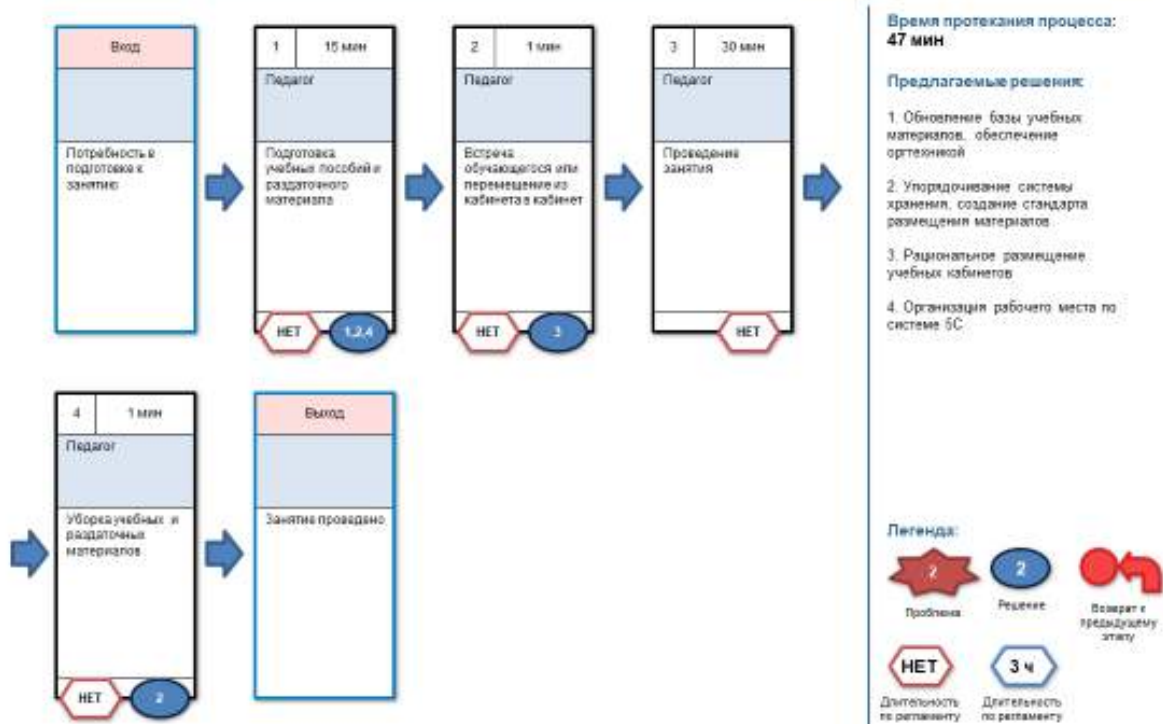 Вход
Потребность в
подготовке к
занятию
1
15 мин
Педагог
Подготовка
учебных пособий и
раздаточного
материала
НЕТ
1,2,4
2
1 мин
Педагог
Встреча
обучающегося или
перемещение из
кабинета в кабинет
НЕТ
3
3
30 мин
Педагог
Проведение
занятия
НЕТ
4
1 мин
Педагог
Уборка учебных и
раздаточных
материалов
НЕТ
2
Выход
Занятие проведено
Время протекания процесса:
47 мин
Предлагаемые решения:
1. Обновление базы учебных
материалов, обеспечение
оргтехникой
2. Упорядочивание системы
хранения, создание стандарта
размещения материалов
3. Рациональное размещение
учебных кабинетов
4. Организация рабочего места по
системе 5С
Легенда:
2
Проблема
2
Решение
Возврат к
предыдущему
этапу
НЕТ
Длительность
по регламенту
3 ч
Длительность
по регламенту